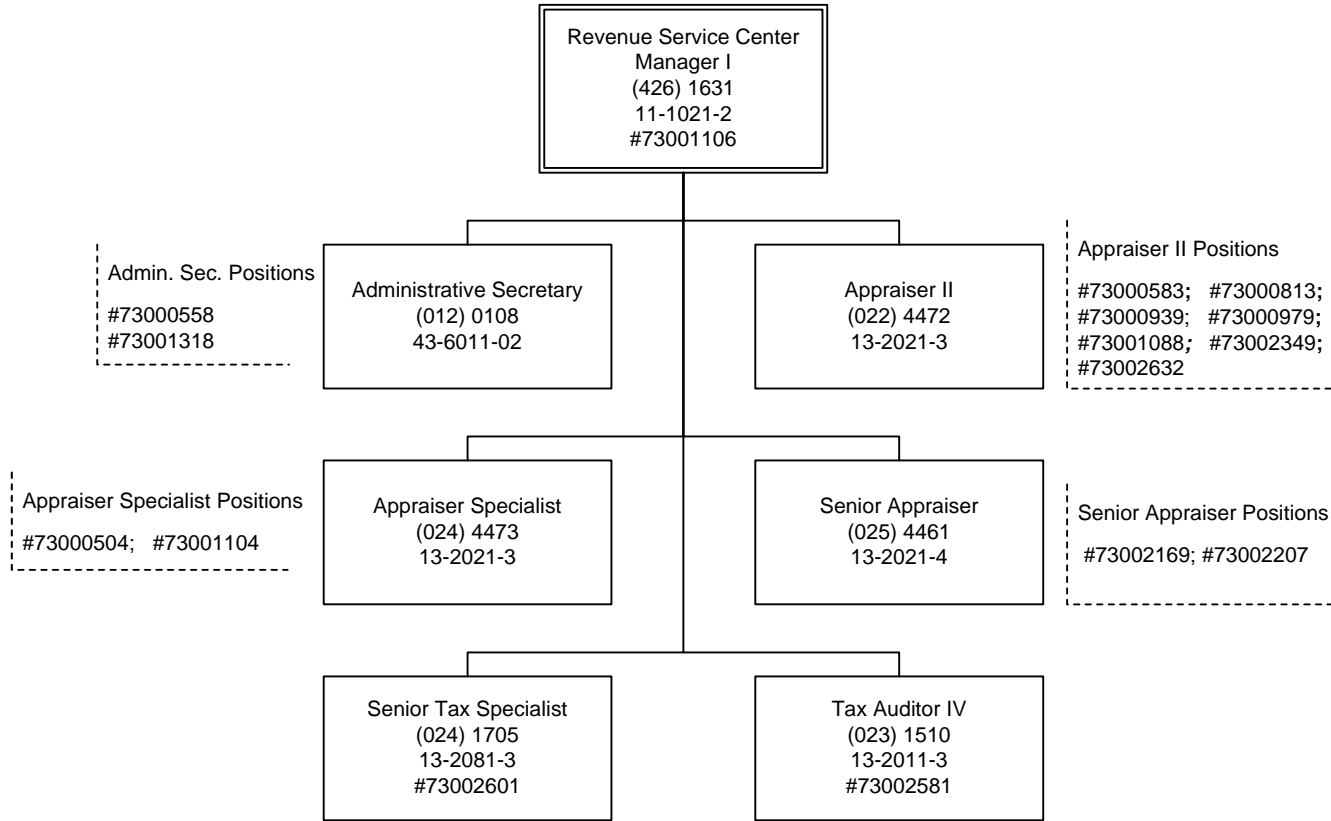 Revenue Service Center
Manager I
(426) 1631
11-1021-2
#73001106
Admin. Sec. Positions
#73000558
#73001318
Administrative Secretary
(012) 0108
43-6011-02
Appraiser II
(022) 4472
13-2021-3
Appraiser II Positions
#73000583; #73000813;
#73000939; #73000979;
#73001088; #73002349;
#73002632
Appraiser Specialist Positions
#73000504; #73001104
Appraiser Specialist
(024) 4473
13-2021-3
Senior Appraiser
(025) 4461
13-2021-4
Senior Appraiser Positions
#73002169; #73002207
Senior Tax Specialist
(024) 1705
13-2081-3
#73002601
Tax Auditor IV
(023) 1510
13-2011-3
#73002581